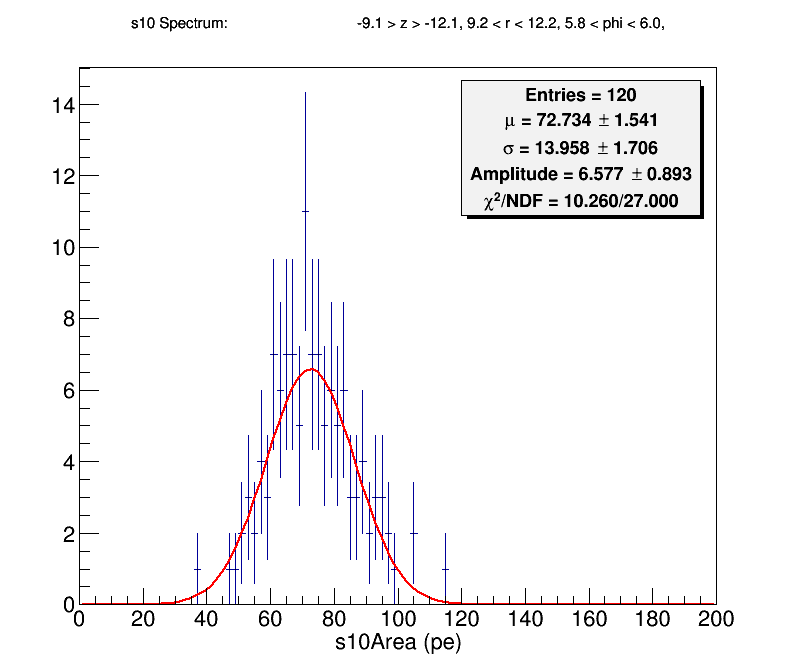 s10 Spectrum: -9.1 > z > -12.1, 9.2 < r < 12.2, 5.8 < phi < 6.0,
Entries = 120
μ = 72.734 ± 1.541
σ = 13.958 ± 1.706
Amplitude = 6.577 ± 0.893
χ²/NDF = 10.260/27.000
14
12
10
8
6
4
2
0
0 20 40 60 80 100 120 140 160 180 200
s10Area (pe)